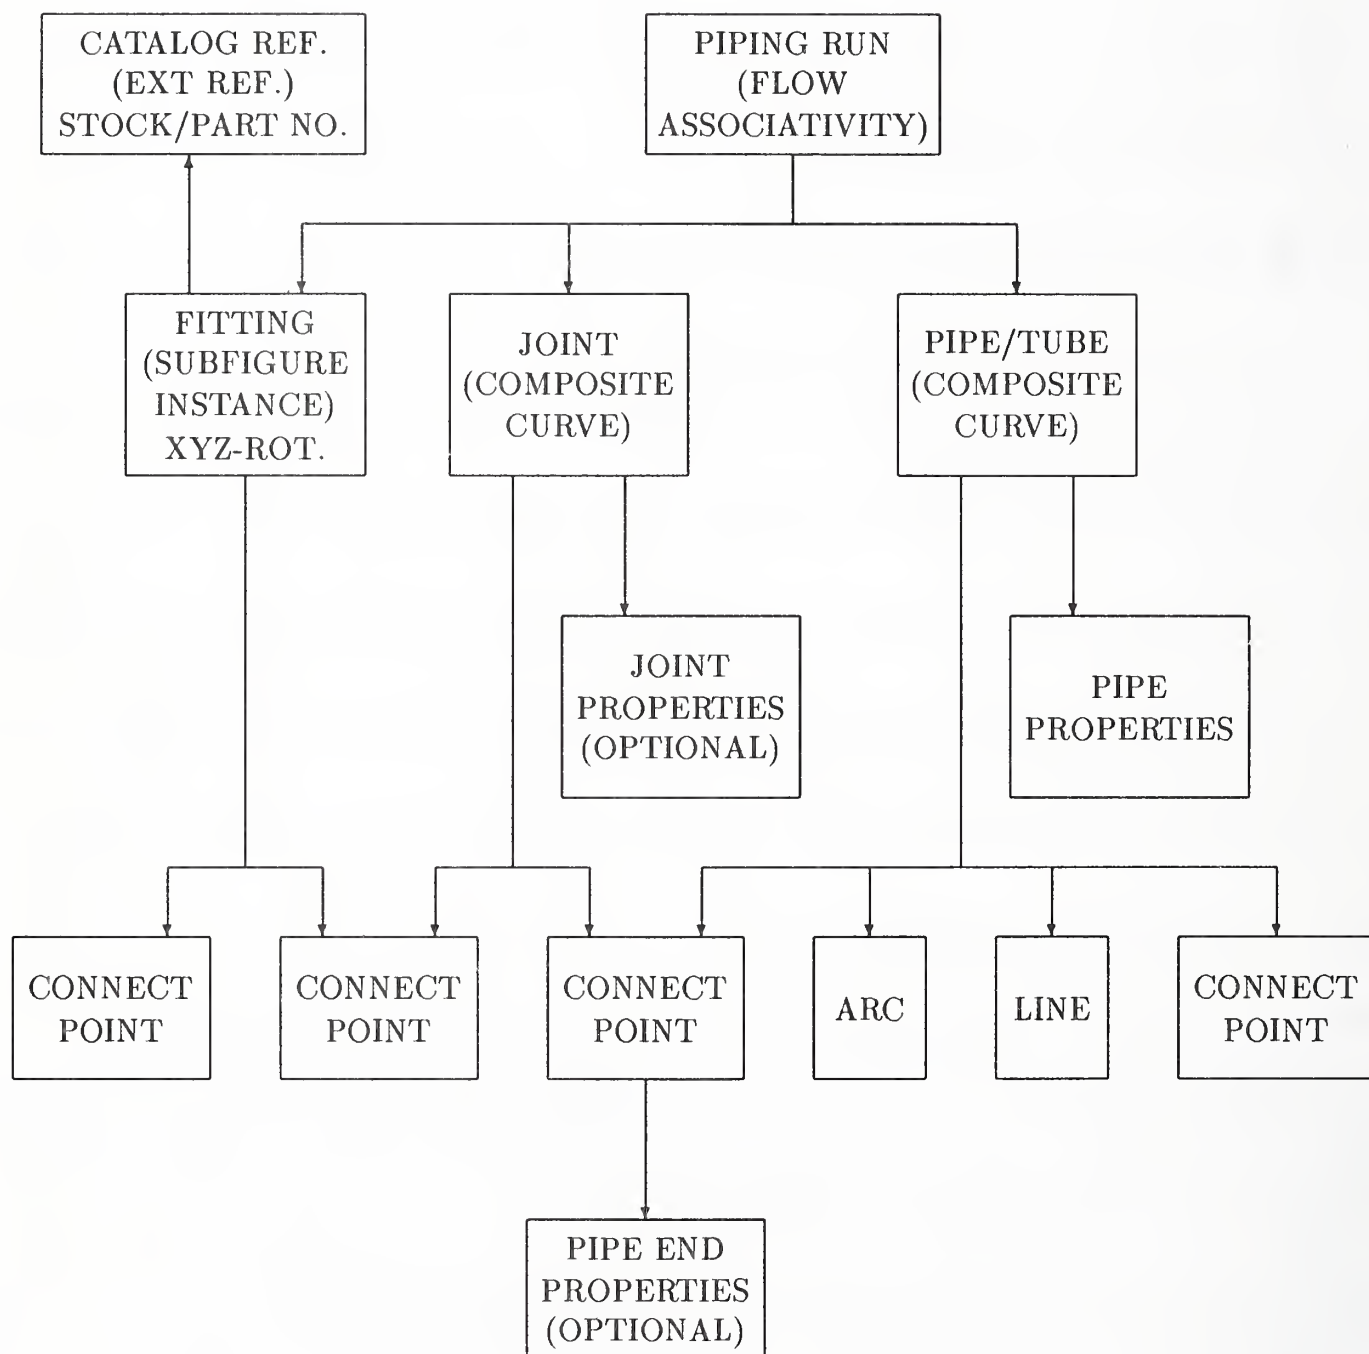 CATALOG REF.
(EXT REF.)
STOCK/PART NO.
PIPING RUN
(FLOW
ASSOCIATIVITY)
FITTING
(SUBFIGURE
INSTANCE)
XYZ-ROT.
JOINT
(COMPOSITE
CURVE)
PIPE/TUBE
(COMPOSITE
CURVE)
JOINT
PROPERTIES
(OPTIONAL)
PIPE
PROPERTIES
CONNECT
POINT
CONNECT
POINT
CONNECT
POINT
ARC
LINE
CONNECT
POINT
PIPE END
PROPERTIES
(OPTIONAL)